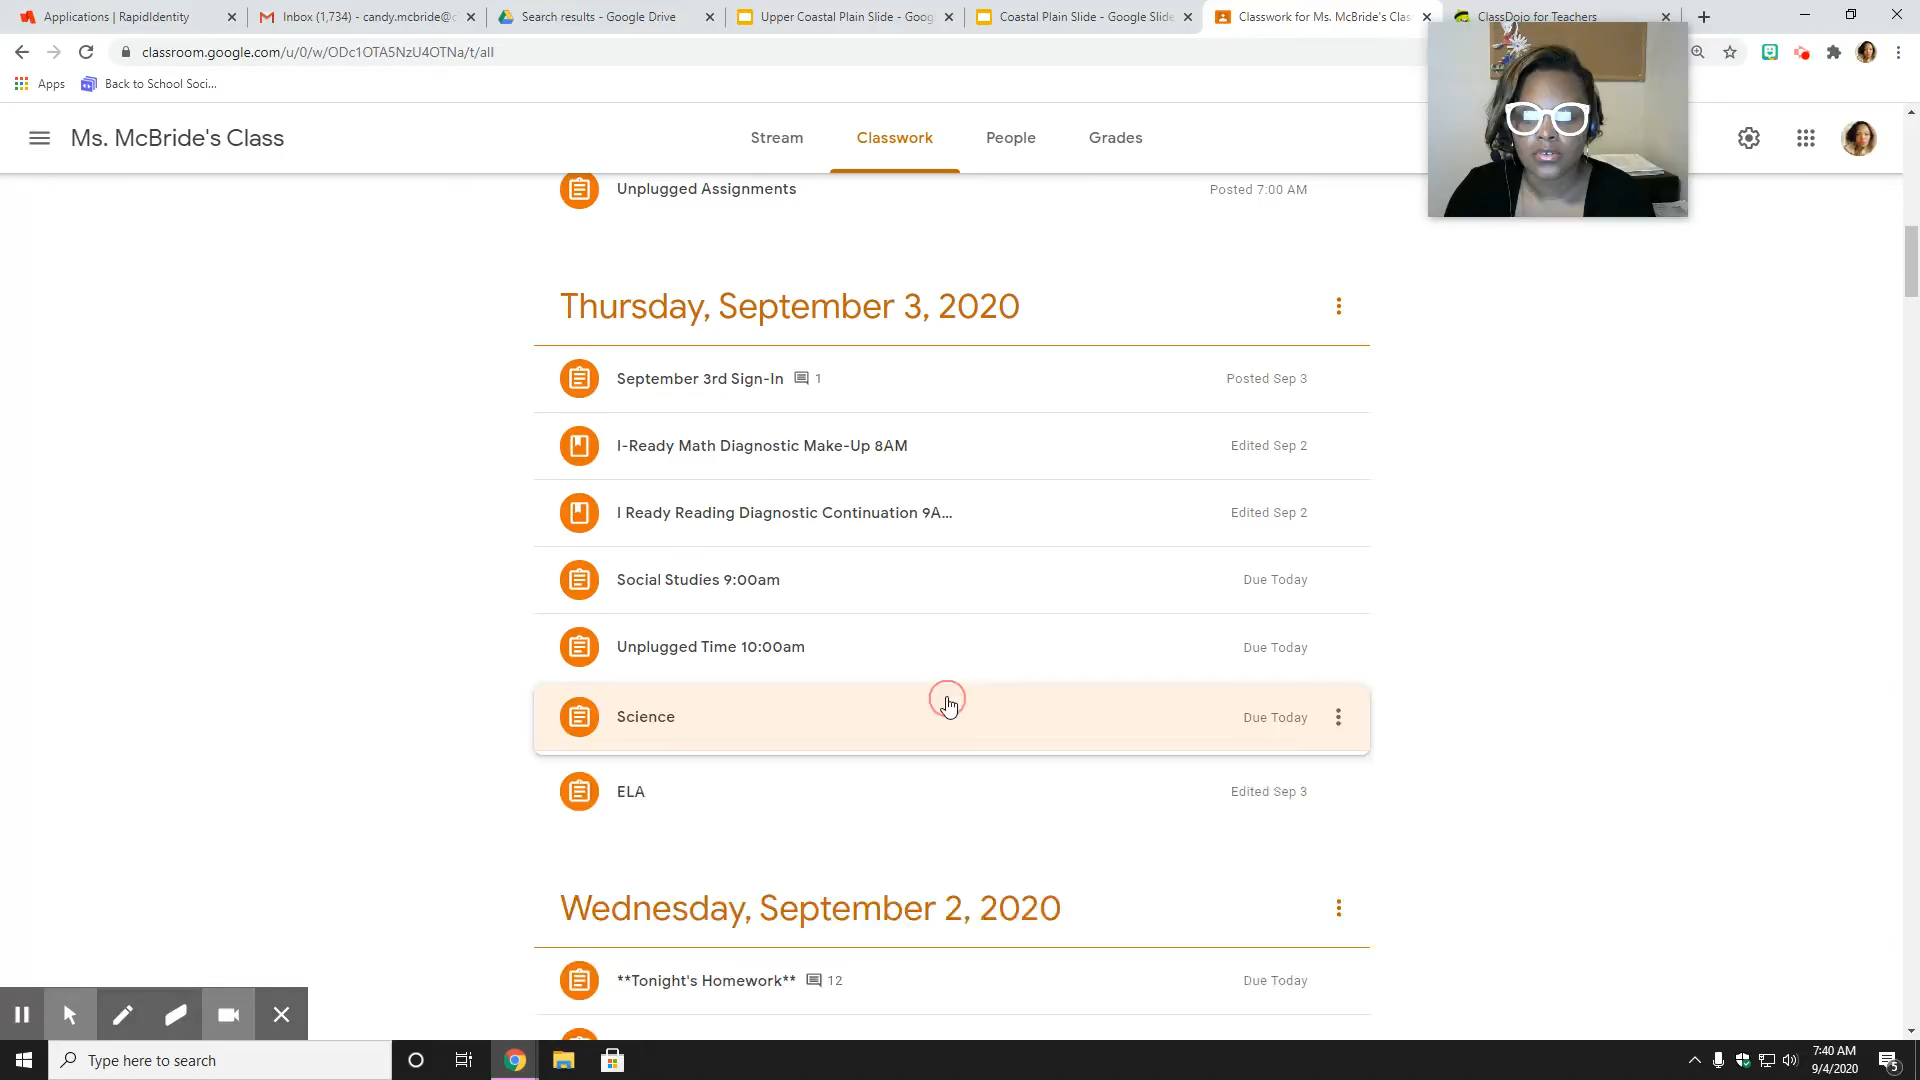 Applications | RapidIdentity
Inbox (1,734) - candy.mcbride@c
Search results - Google Drive
Upper Coastal Plain Slide - Goog
Coastal Plain Slide - Google Slide
Classwork for Ms. McBride's Clas
ClassDojo for Teachers
classroom.google.com/u/0/w/ODc1OTA5NzU4OTNa/t/all
Apps
Back to School Soci...
Ms. McBride's Class
Stream
Classwork
People
Grades
Unplugged Assignments
Posted 7:00 AM
Thursday, September 3, 2020
September 3rd Sign-In 1
Posted Sep 3
I-Ready Math Diagnostic Make-Up 8AM
Edited Sep 2
I Ready Reading Diagnostic Continuation 9A...
Edited Sep 2
Social Studies 9:00am
Due Today
Unplugged Time 10:00am
Due Today
Science
Due Today
ELA
Edited Sep 3
Wednesday, September 2, 2020
**Tonight's Homework** 12
Due Today
Type here to search
7:40 AM
9/4/2020
5